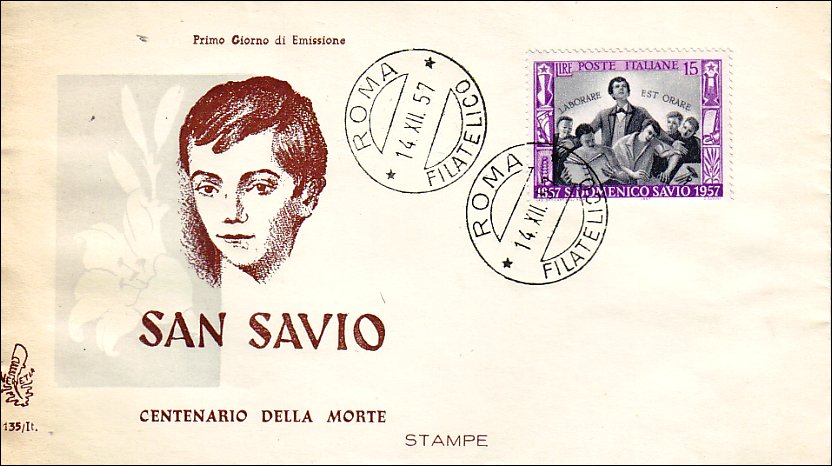 Primo Giorno di Emissione
ROMA
14 XII. 57
FILATELICO
LIRE POSTE ITALIANE 15
LABORARE EST ORARE
1857 S. DOMENICO SAVIO 1957
ROMA
14 XII.
FILATELICO
SAN SAVIO
CENTENARIO DELLA MORTE
135/It.
STAMPE